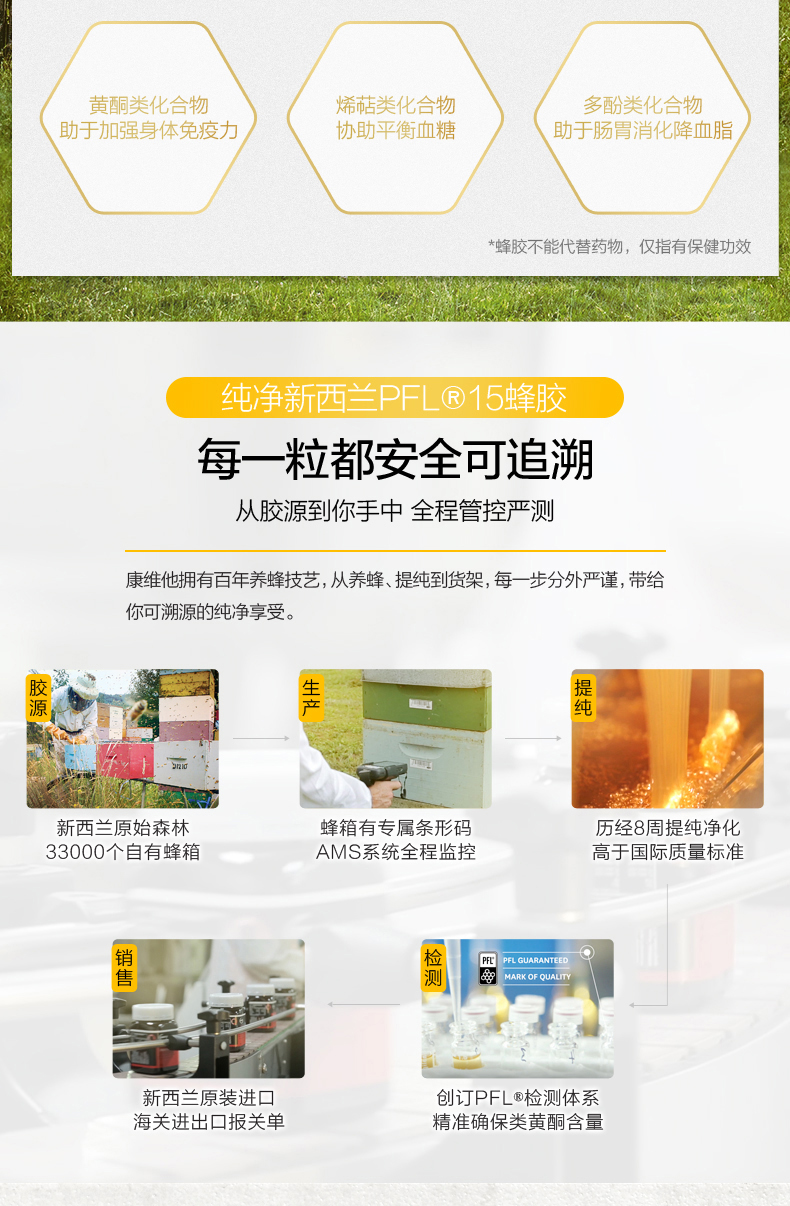 黄酮类化合物
助于加强身体免疫力
烯萜类化合物
协助平衡血糖
多酚类化合物
助于肠胃消化降血脂
*蜂胶不能代替药物，仅指有保健功效
纯净新西兰PFL®15蜂胶
每一粒都安全可追溯
从胶源到你手中 全程管控严测
康维他拥有百年养蜂技艺，从养蜂、提纯到货架，每一步分外严谨，带给
你可溯源的纯净享受。
胶源
新西兰原始森林
33000个自有蜂箱
生产
蜂箱有专属条形码
AMS系统全程监控
提纯
历经8周提纯净化
高于国际质量标准
检测
PFL®
PFL GUARANTEED
MARK OF QUALITY
创订PFL®检测体系
精准确保类黄酮含量
销售
新西兰原装进口
海关进出口报关单